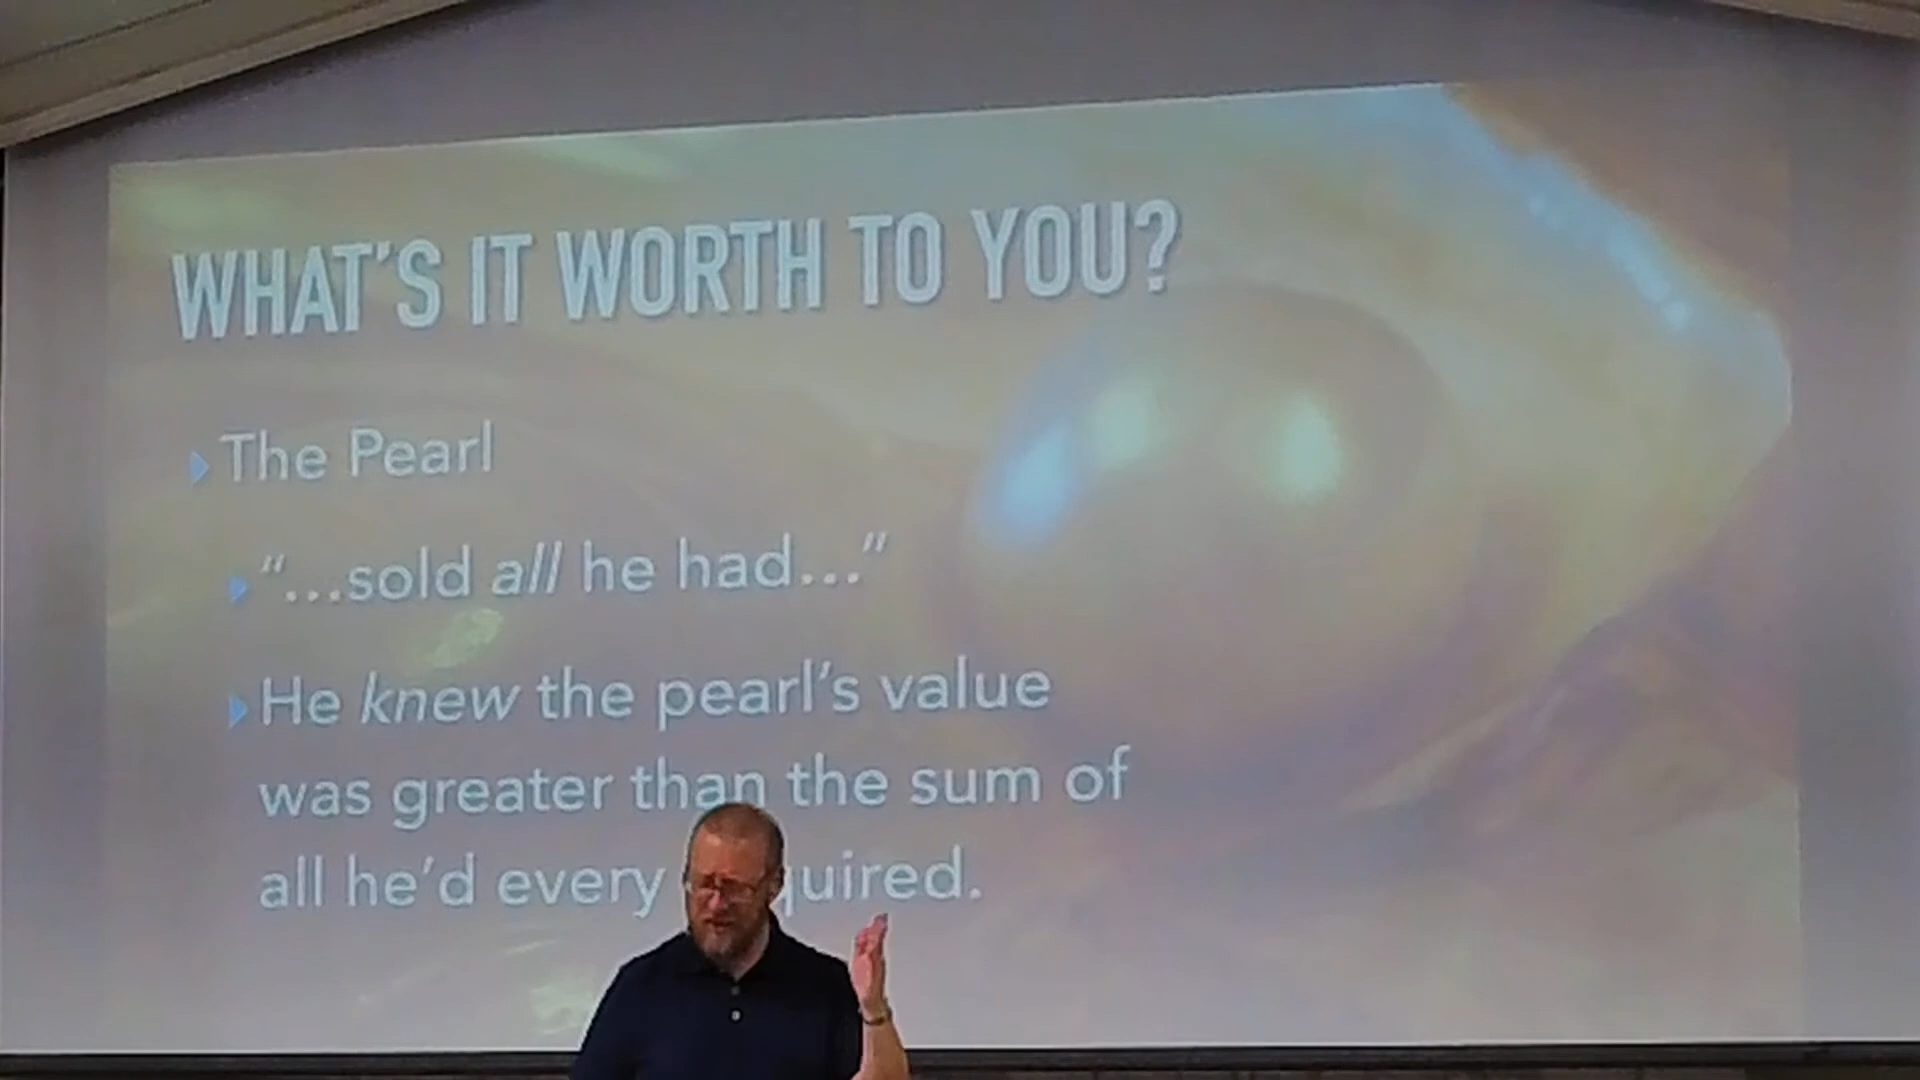 WHAT'S IT WORTH TO YOU?
The Pearl
"...sold all he had..."
He knew the pearl's value
was greater than the sum of
all he'd every quired.